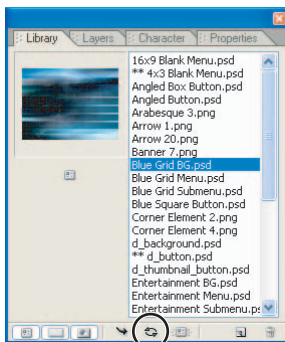 Library
Layers
Character
Properties
16x9 Blank Menu.psd
** 4x3 Blank Menu.psd
Angled Box Button.psd
Angled Button.psd
Arabesque 3.png
Arrow 1.png
Arrow 20.png
Banner 7.png
Blue Grid BG.psd
Blue Grid Menu.psd
Blue Grid Submenu.psd
Blue Square Button.psd
Corner Element 2.png
Corner Element 4.png
d_background.psd
** d_button.psd
d_thumbnail_button.psd
Entertainment BG.psd
Entertainment Menu.psd
Entertainment Submenu.ps